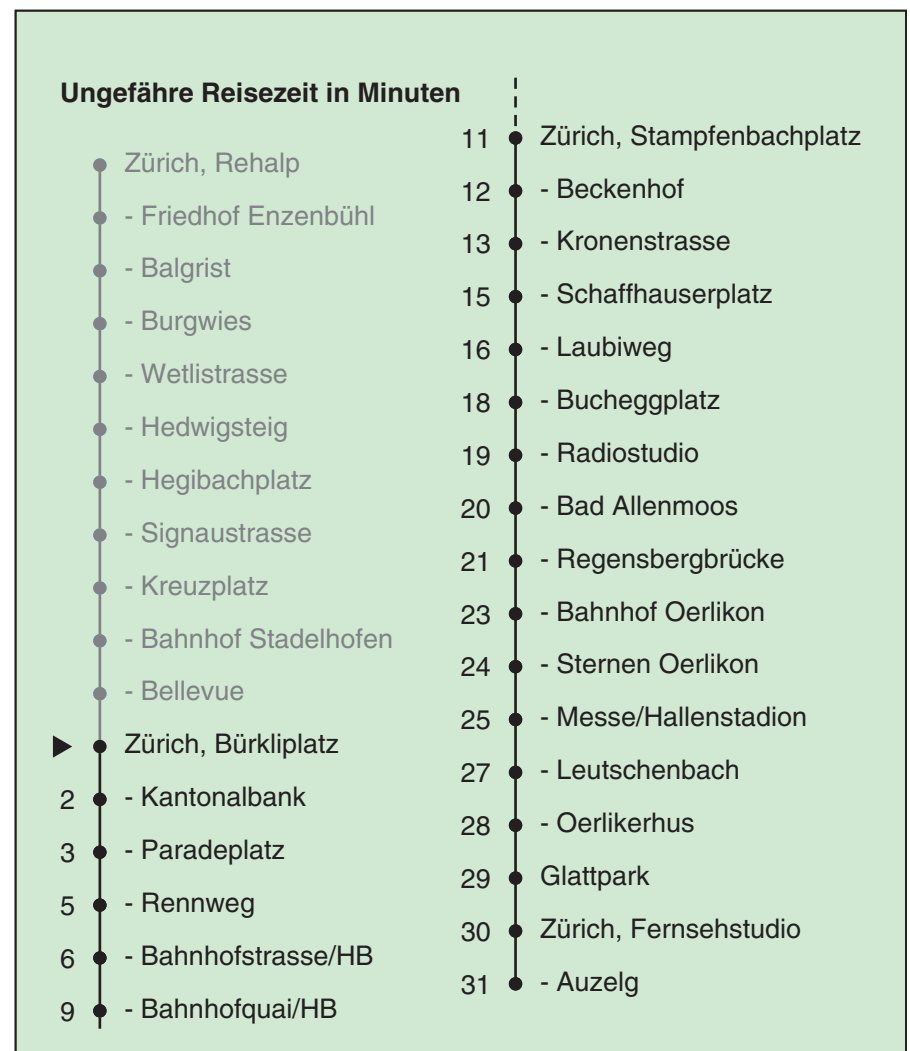 Ungefähre Reisezeit in Minuten
Zürich, Rehalp
- Friedhof Enzenbühl
- Balgrist
- Burgwies
- Wetlistrasse
- Hedwigsteig
- Hegibachplatz
- Signaustrasse
- Kreuzplatz
- Bahnhof Stadelhofen
- Bellevue
Zürich, Bürkliplatz
2 - Kantonalbank
3 - Paradeplatz
5 - Rennweg
6 - Bahnhofstrasse/HB
9 - Bahnhofquai/HB
11 Zürich, Stampfenbachplatz
12 - Beckenhof
13 - Kronenstrasse
15 - Schaffhauserplatz
16 - Laubiweg
18 - Bucheggplatz
19 - Radiostudio
20 - Bad Allenmoos
21 - Regensbergbrücke
23 - Bahnhof Oerlikon
24 - Sternen Oerlikon
25 - Messe/Hallenstadion
27 - Leutschenbach
28 - Oerlikerhus
29 Glattpark
30 Zürich, Fernsehstudio
31 - Auzelg